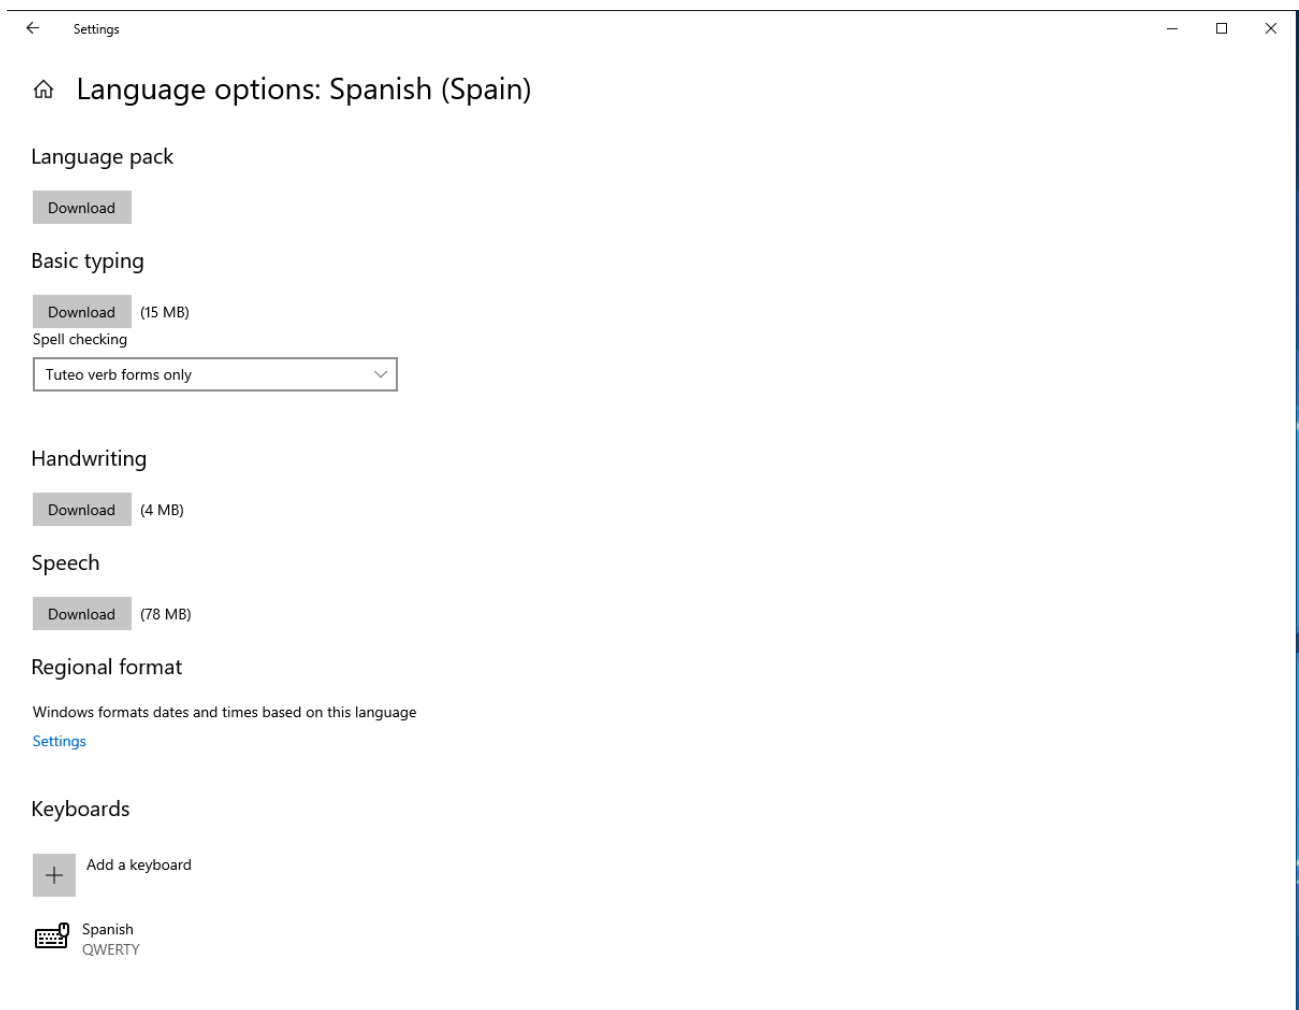 Settings
Language options: Spanish (Spain)
Language pack
Download
Basic typing
Download (15 MB)
Spell checking
Tuteo verb forms only
Handwriting
Download (4 MB)
Speech
Download (78 MB)
Regional format
Windows formats dates and times based on this language
Settings
Keyboards
Add a keyboard
Spanish
QWERTY